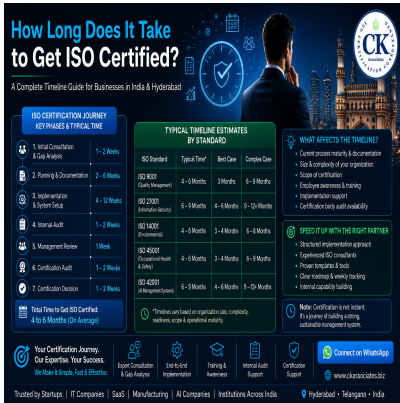 How Long Does It Take
to Get ISO Certified?
A Complete Timeline Guide for Businesses in India & Hyderabad
CK
Associates
ISO CERTIFICATION JOURNEY
KEY PHASES & TYPICAL TIME
1. Initial Consultation
& Gap Analysis
1 – 2 Weeks
2. Planning & Documentation
2 – 6 Weeks
3. Implementation
& System Setup
4 – 12 Weeks
4. Internal Audit
1 – 2 Weeks
5. Management Review
1 Week
6. Certification Audit
1 – 2 Weeks
7. Certification Decision
1 – 2 Weeks
Total Time to Get ISO Certified:
4 to 6 Months (On Average)
TYPICAL TIMELINE ESTIMATES
BY STANDARD
ISO Standard Typical Time* Best Case Complex Case
ISO 9001
(Quality Management)
4 – 6 Months 3 Months 6 – 9 Months
ISO 27001
(Information Security)
6 – 9 Months 4 – 6 Months 9 – 12+ Months
ISO 14001
(Environmental)
4 – 6 Months 3 – 4 Months 6 – 8 Months
ISO 45001
(Occupational Health
& Safety)
4 – 6 Months 3 – 4 Months 6 – 9 Months
ISO 42001
(AI Management System)
6 – 9 Months 4 – 6 Months 9 – 12+ Months
*Timelines vary based on organization size, complexity,
readiness, scope & operational maturity.
WHAT AFFECTS THE TIMELINE?
• Current process maturity & documentation
• Size & complexity of your organization
• Scope of certification
• Employee awareness & training
• Implementation support
• Certification body audit availability
SPEED IT UP WITH THE RIGHT PARTNER
• Structured implementation approach
• Experienced ISO consultants
• Proven templates & tools
• Clear roadmap & weekly tracking
• Internal capability building
Note: Certification is not instant.
It's a journey of building a strong,
sustainable management system.
Your Certification Journey.
Our Expertise. Your Success.
We Make It Simple, Fast & Effective.
Expert Consultation
& Gap Analysis
End-to-End
Implementation
Training &
Awareness
Internal Audit
Support
Certification
Support
Connect on WhatsApp
www.ckassociates.biz
Trusted by Startups | IT Companies | SaaS | Manufacturing | AI Companies | Institutions Across India
Hyderabad • Telangana • India